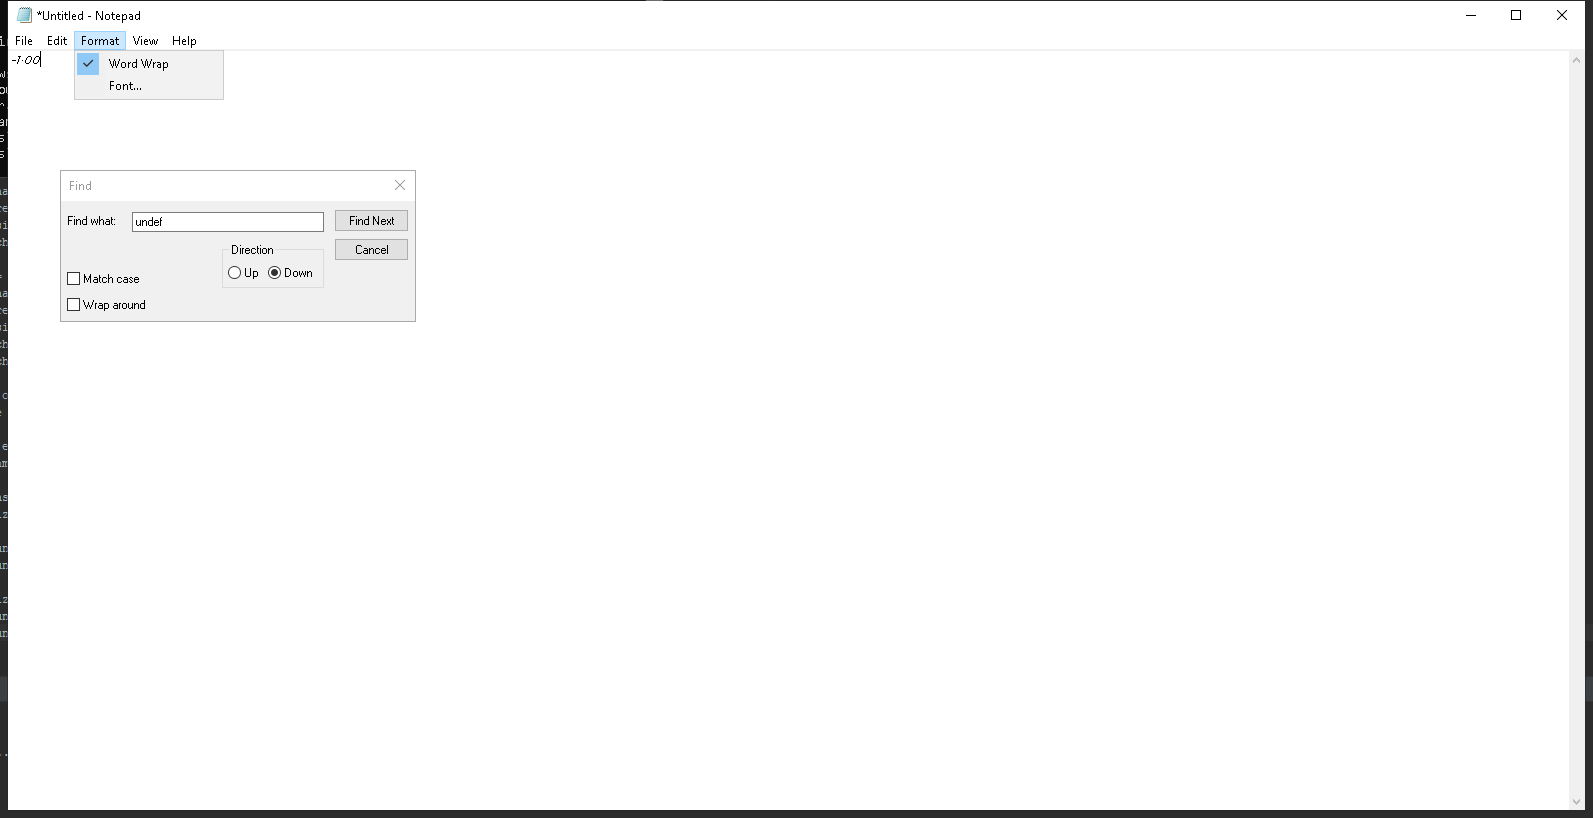 *Untitled - Notepad
File Edit Format View Help
-1:00
Word Wrap
Font...
Find
Find what: undef Find Next
Direction Cancel
Up Down
Match case
Wrap around